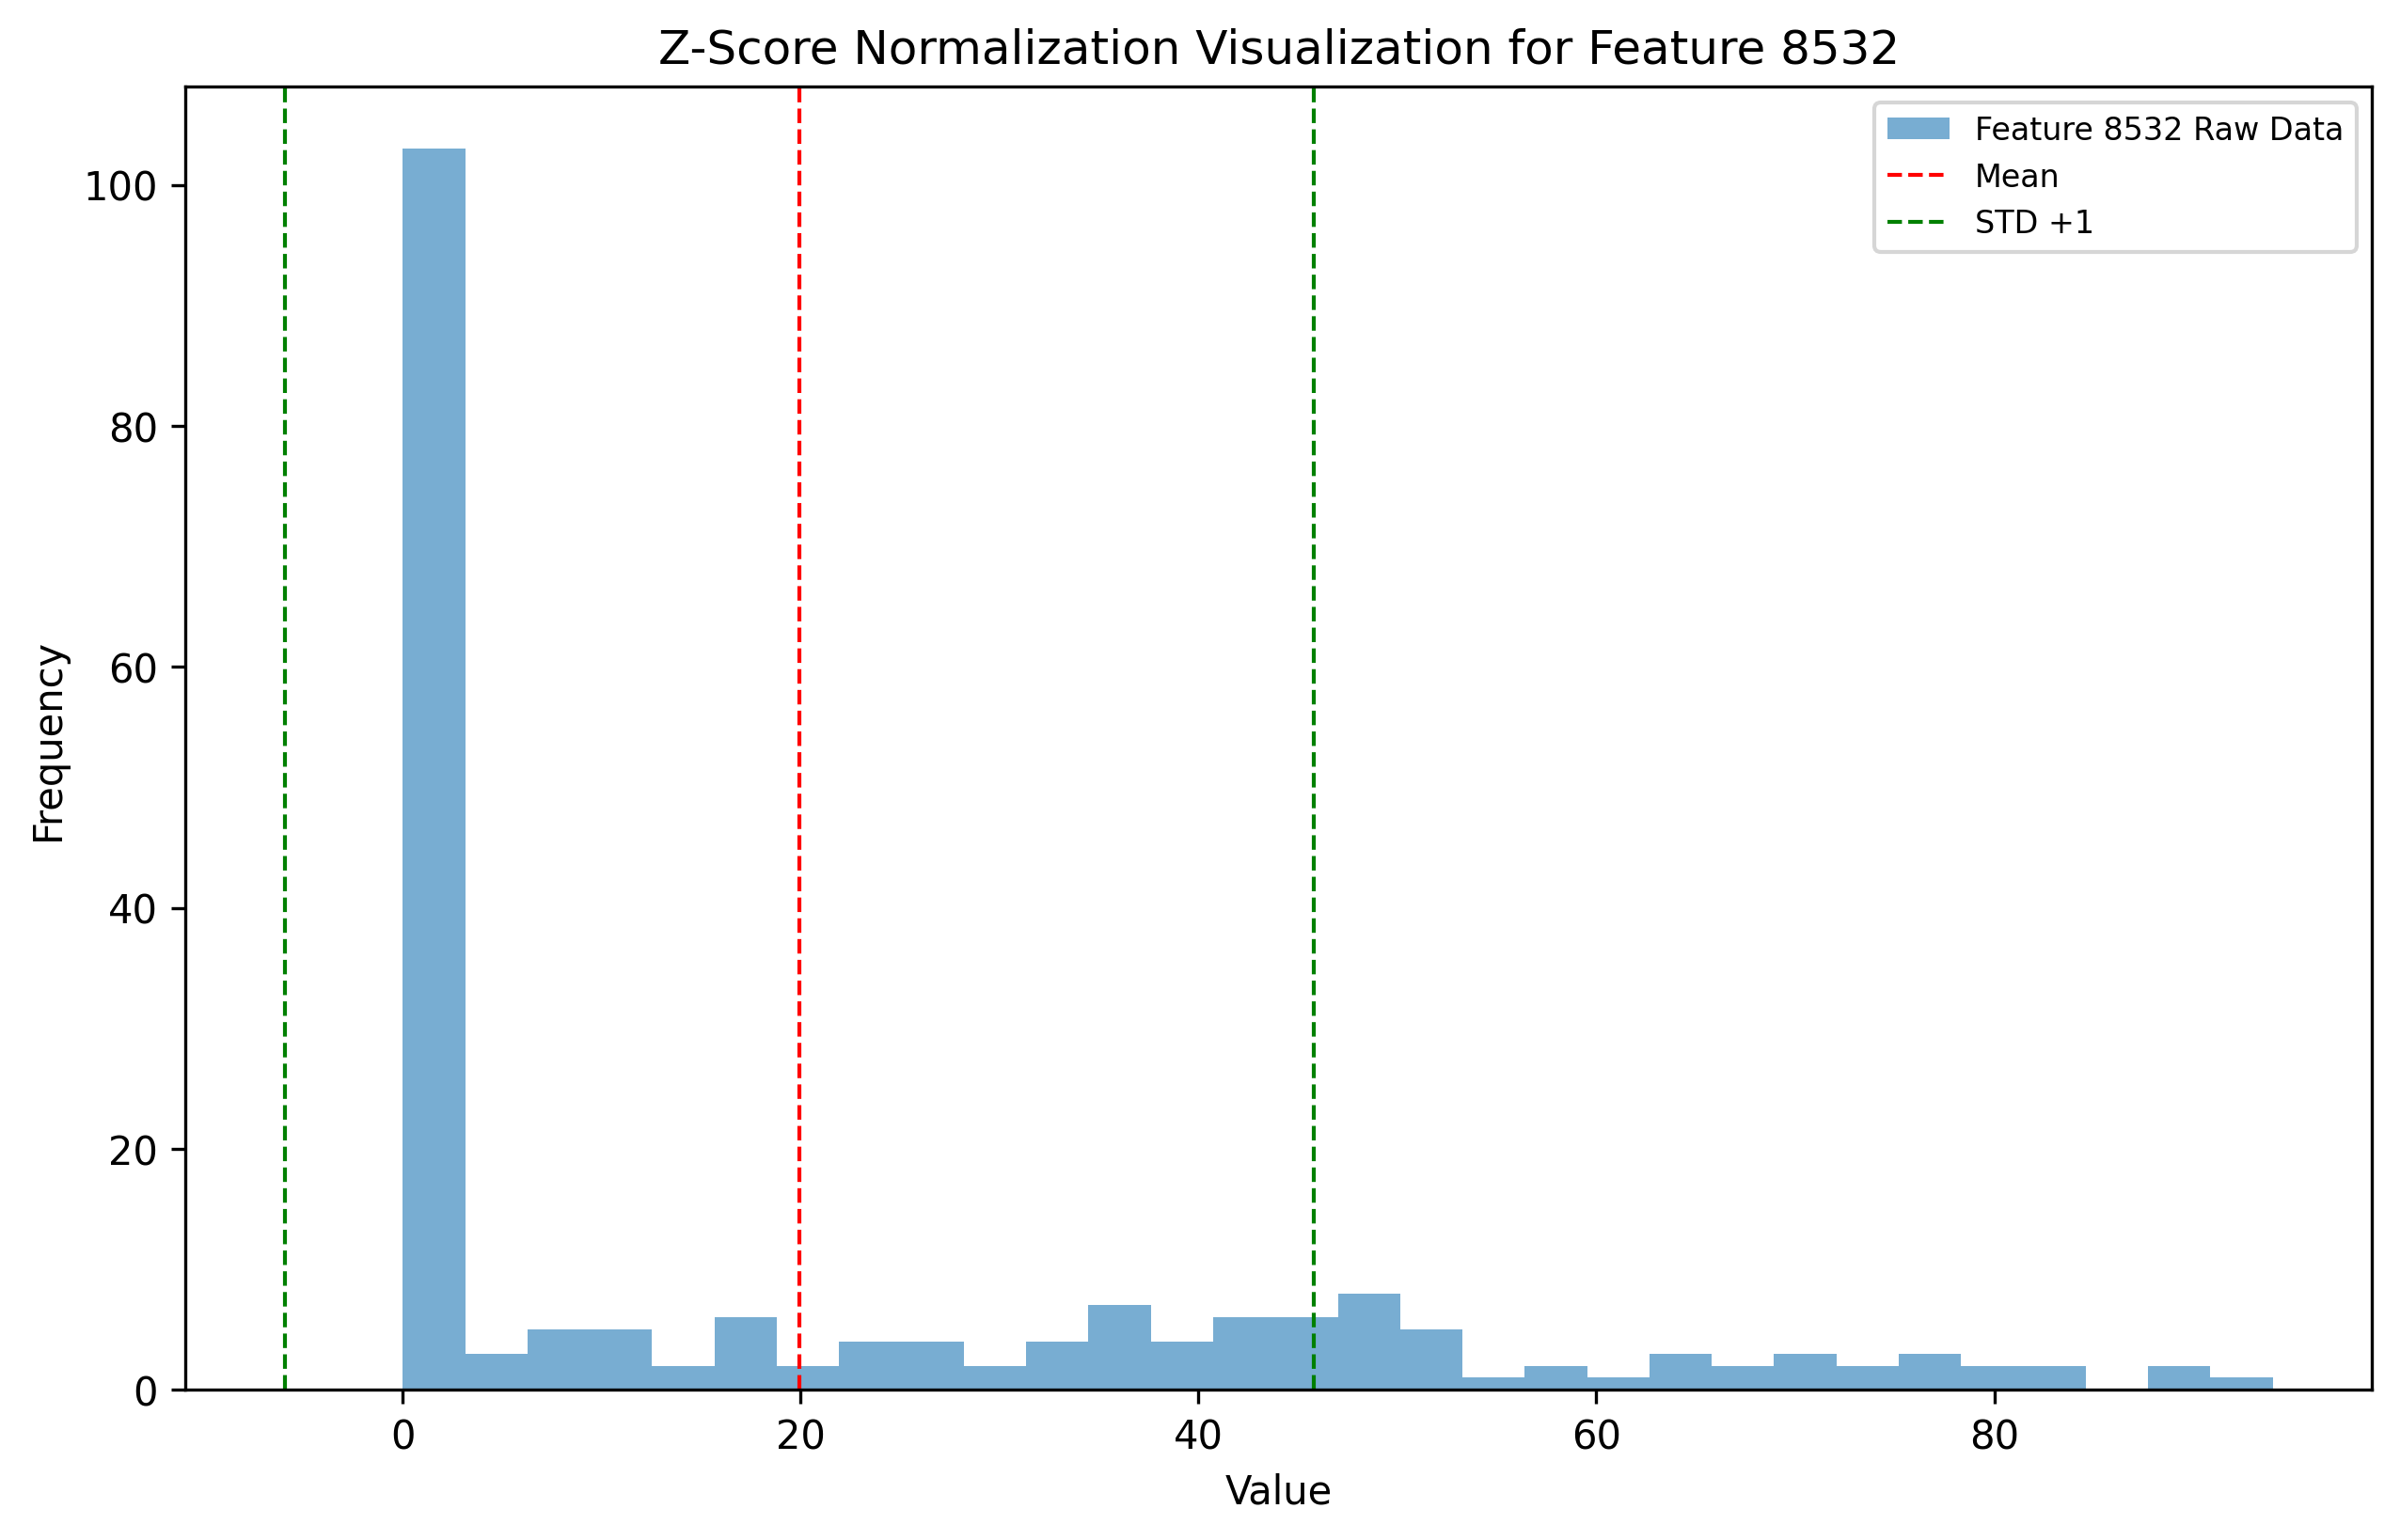 Z-Score Normalization Visualization for Feature 8532
Feature 8532 Raw Data
Mean
STD +1
100
80
60
40
20
0
Frequency
0 20 40 60 80
Value